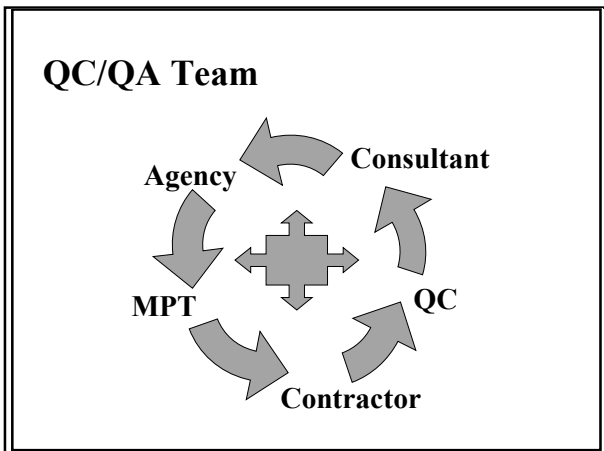 QC/QA Team
Consultant
Agency
MPT
QC
Contractor